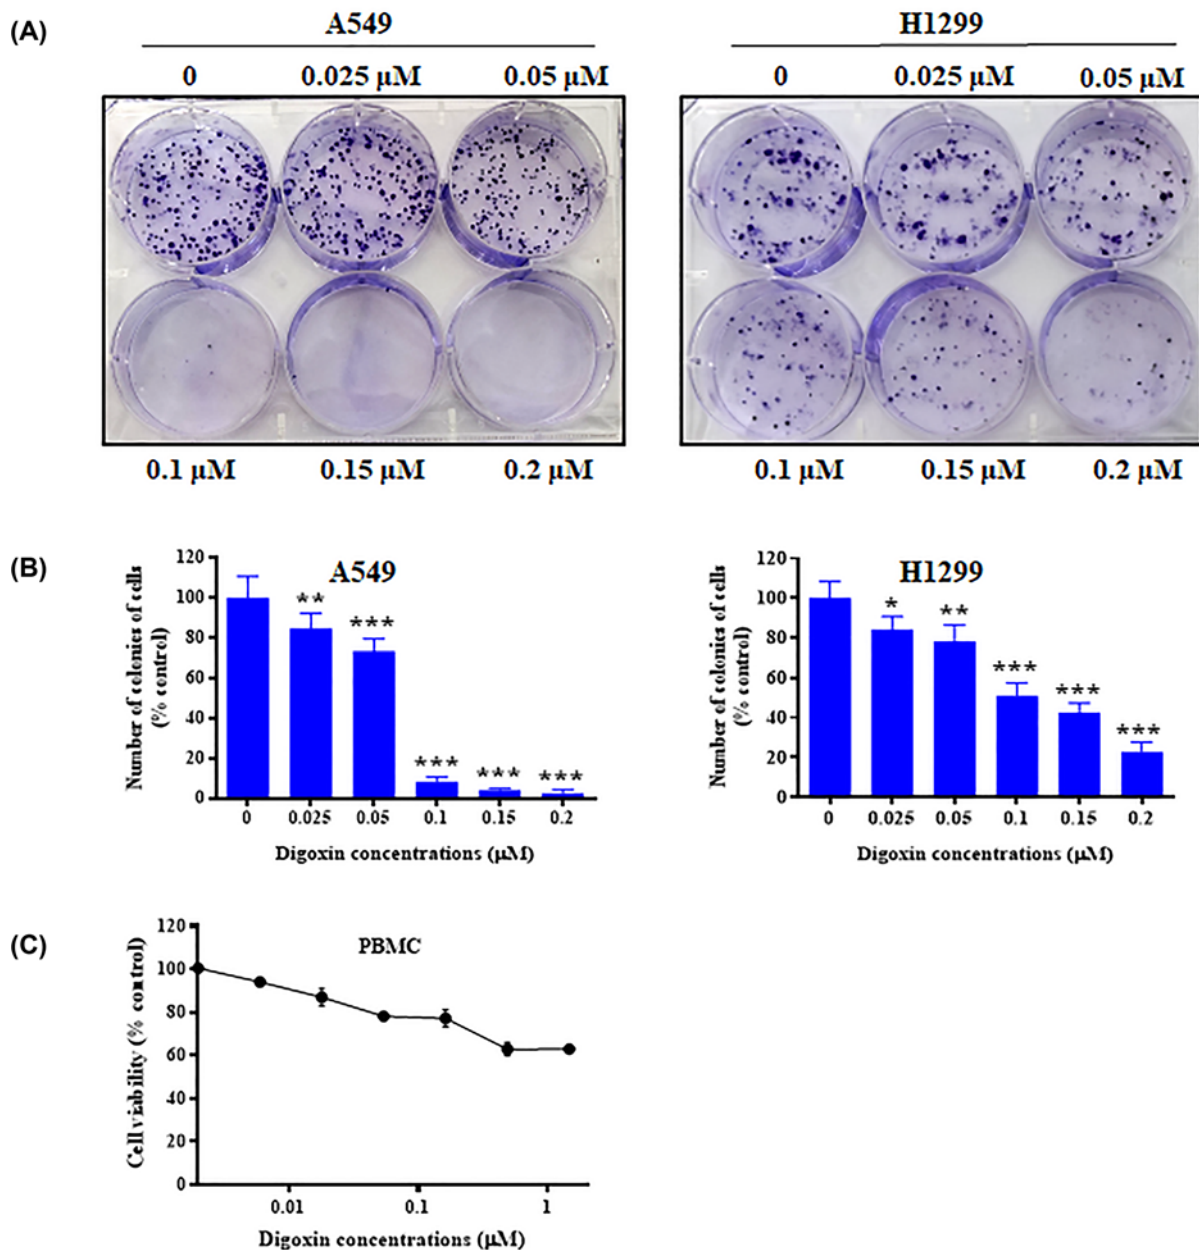 (A)
A549
H1299
0 0.025 μM 0.05 μM
0 0.025 μM 0.05 μM
0.1 μM 0.15 μM 0.2 μM
0.1 μM 0.15 μM 0.2 μM
(B)
A549
Number of colonies of cells
(% control)
120
100
80
60
40
20
0
** *** *** *** ***
0 0.025 0.05 0.1 0.15 0.2
Digoxin concentrations (μM)
H1299
Number of colonies of cells
(% control)
120
100
80
60
40
20
0
* ** *** *** ***
0 0.025 0.05 0.1 0.15 0.2
Digoxin concentrations (μM)
(C)
PBMC
Cell viability (% control)
120
100
80
60
40
20
0
0.01 0.1 1
Digoxin concentrations (μM)